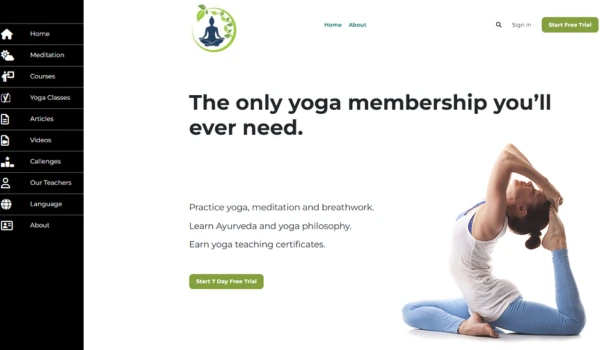 Home
Meditation
Courses
Yoga Classes
Articles
Videos
Callenges
Our Teachers
Language
About
Home About
Sign in
Start Free Trial
The only yoga membership you’ll
ever need.
Practice yoga, meditation and breathwork.
Learn Ayurveda and yoga philosophy.
Earn yoga teaching certificates.
Start 7 Day Free Trial